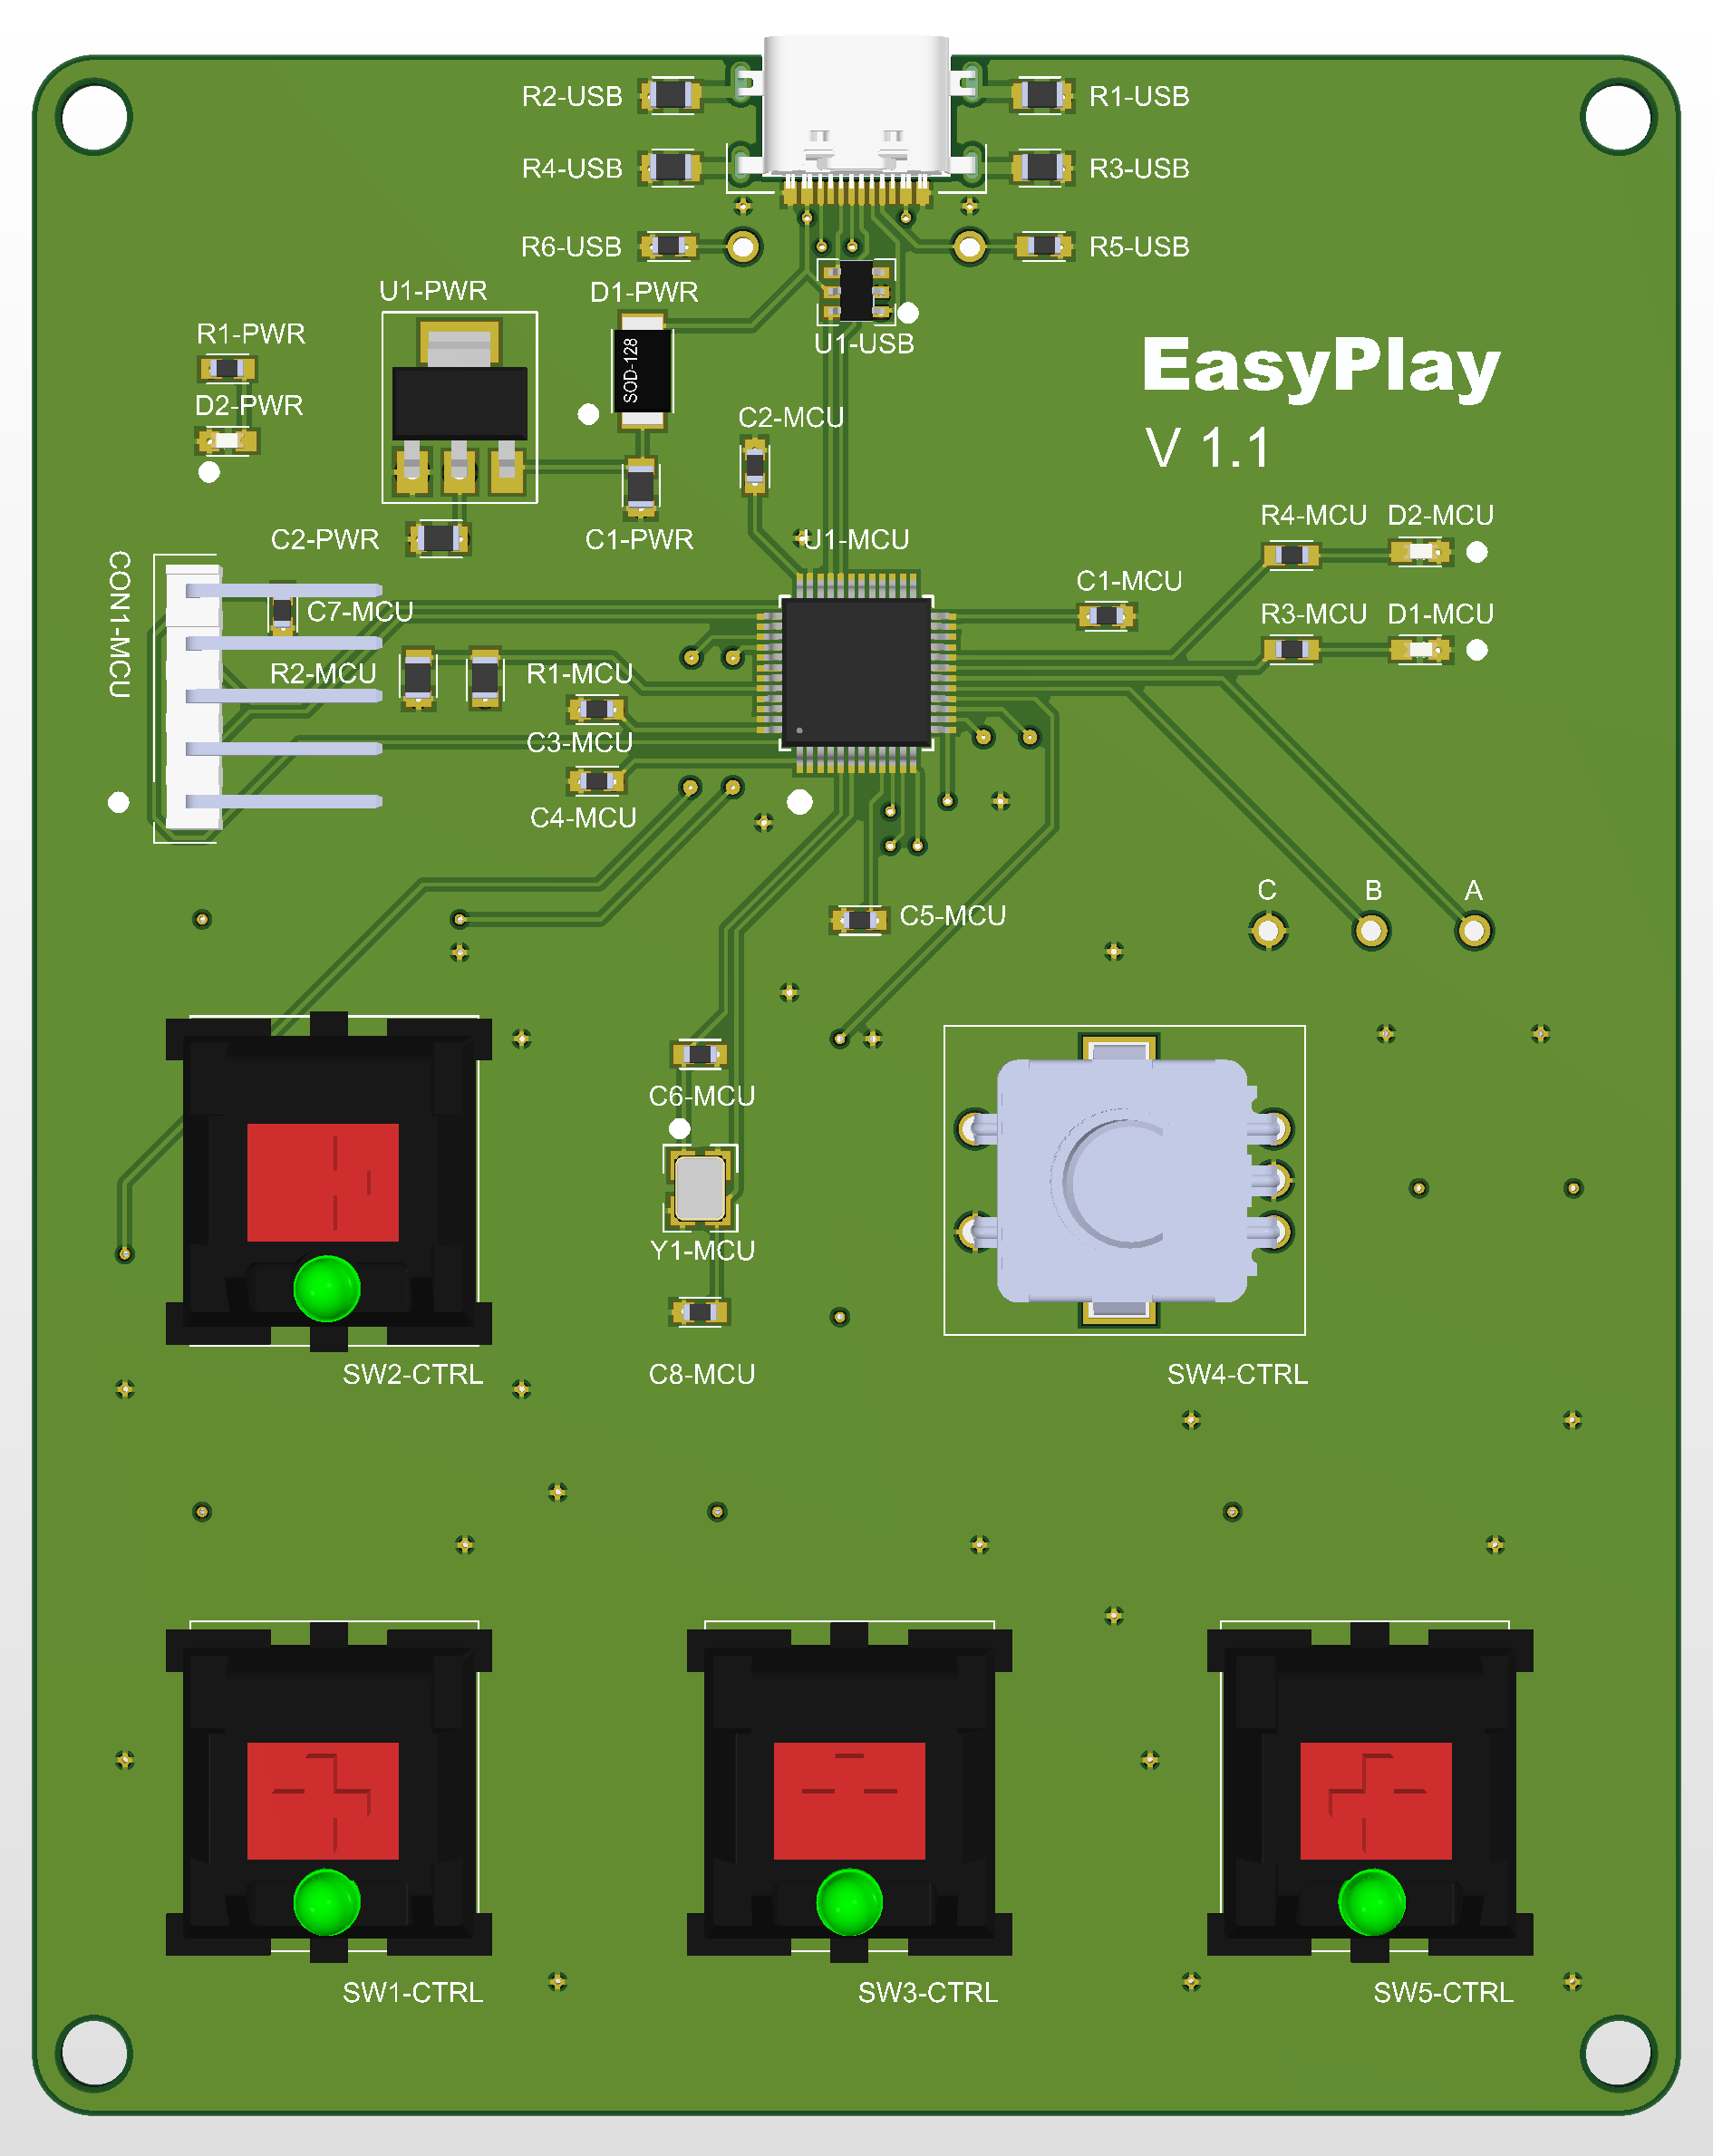 R2-USB
R1-USB
R4-USB
R3-USB
R6-USB
R5-USB
U1-PWR
D1-PWR
R1-PWR
U1-USB
SOD-128
EasyPlay
D2-PWR
C2-MCU
V 1.1
R4-MCU
D2-MCU
C2-PWR
C1-PWR
U1-MCU
CON1-MCU
C1-MCU
C7-MCU
R3-MCU
D1-MCU
R2-MCU
R1-MCU
C3-MCU
C4-MCU
C
B
A
C5-MCU
C6-MCU
Y1-MCU
SW2-CTRL
C8-MCU
SW4-CTRL
SW1-CTRL
SW3-CTRL
SW5-CTRL